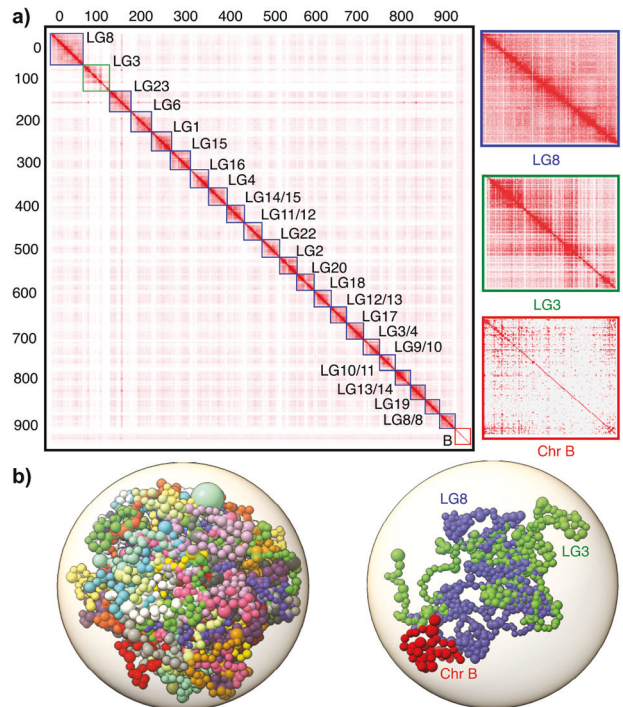 a)
0 100 200 300 400 500 600 700 800 900
0
100
200
300
400
500
600
700
800
900
LG8
LG3
LG23
LG6
LG1
LG15
LG16
LG4
LG14/15
LG11/12
LG22
LG2
LG20
LG18
LG12/13
LG17
LG3/4
LG9/10
LG10/11
LG13/14
LG19
LG8/8
B
LG8
LG3
Chr B
b)
LG8
LG3
Chr B